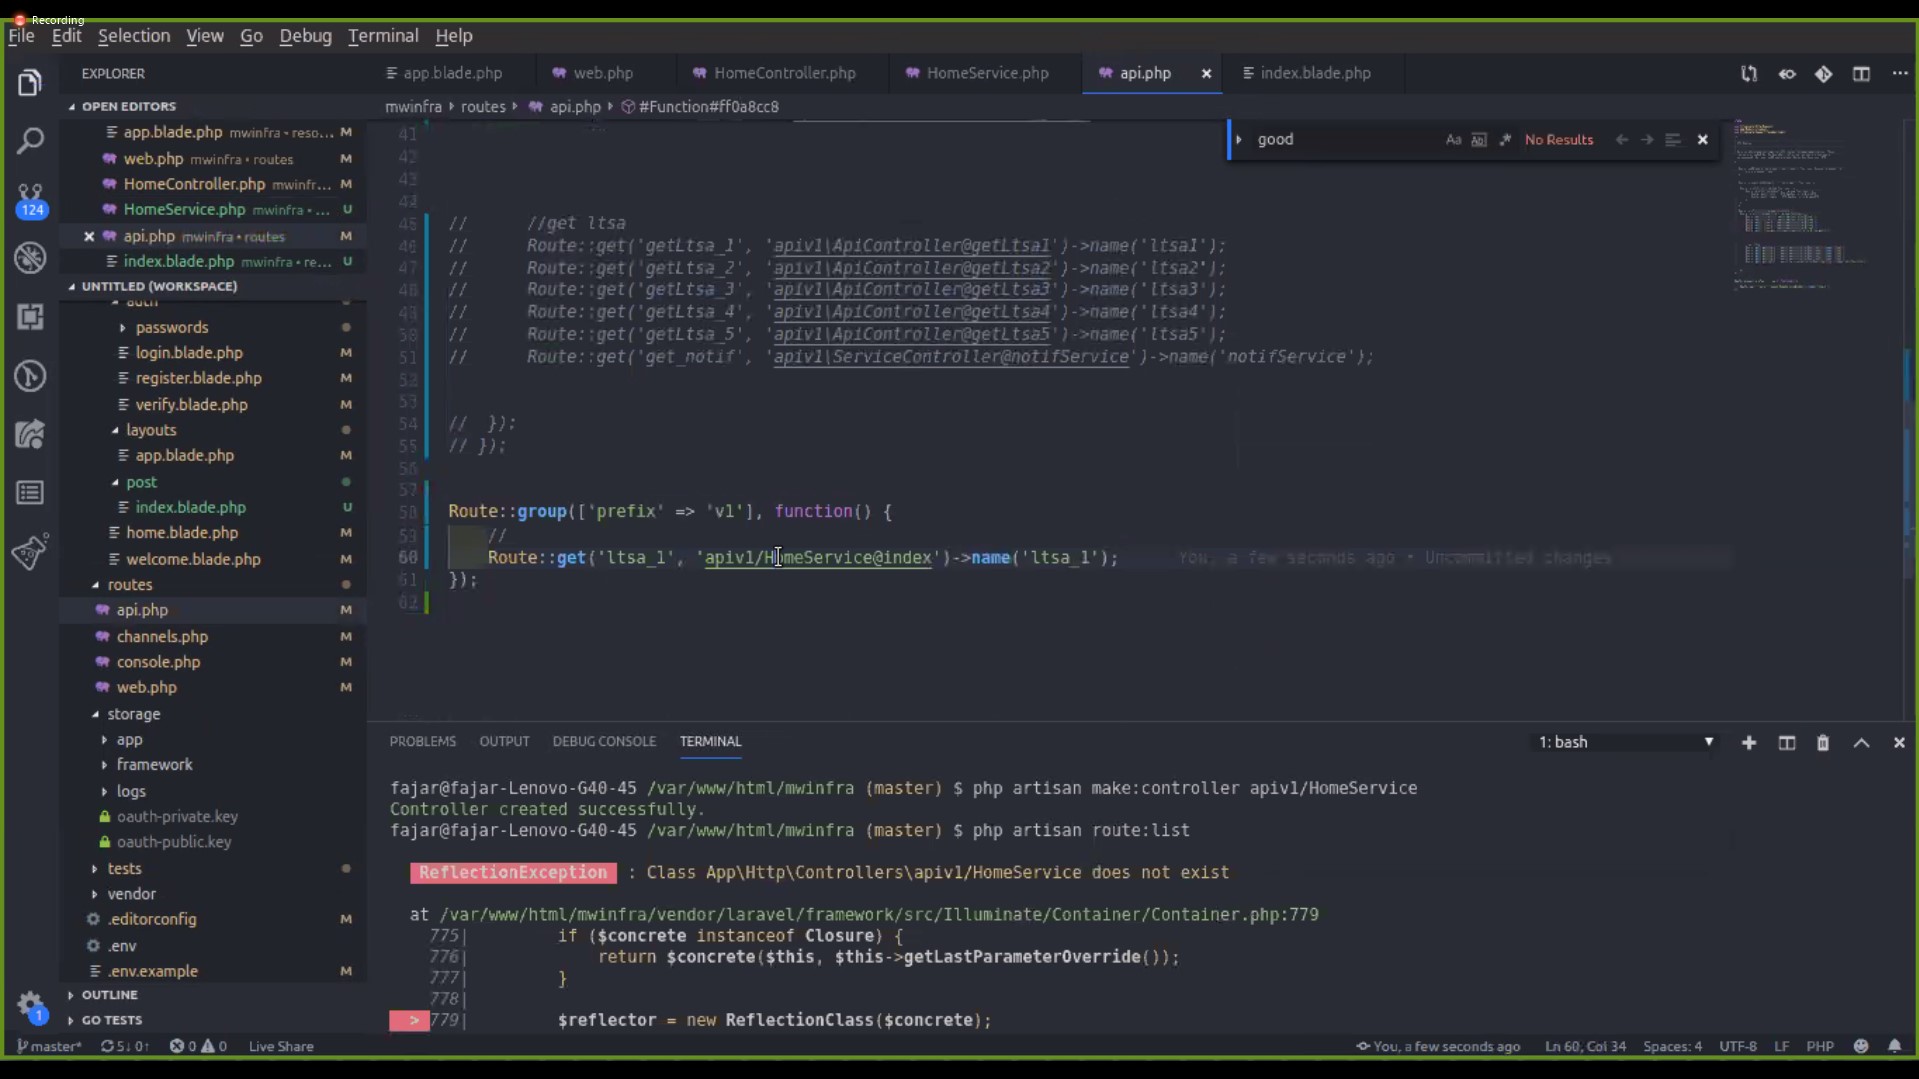 Recording
File Edit Selection View Go Debug Terminal Help
EXPLORER
app.blade.php web.php HomeController.php HomeService.php api.php × index.blade.php ···
OPEN EDITORS
app.blade.php mwinfra • reso... M
web.php mwinfra • routes M
HomeController.php mwinfr... M
HomeService.php mwinfra • ... U
api.php mwinfra • routes M
index.blade.php mwinfra • re... U
UNTITLED (WORKSPACE)
auth
passwords
login.blade.php M
register.blade.php M
verify.blade.php M
layouts
app.blade.php M
post
index.blade.php U
home.blade.php M
welcome.blade.php M
routes
api.php M
channels.php M
console.php M
web.php M
storage
app
framework
logs
oauth-private.key
oauth-public.key
tests
vendor
.editorconfig M
.env
.env.example M
OUTLINE
GO TESTS
124
1
mwinfra routes api.php #Function#ff0a8cc8
good Aa Ab| .* No Results
41
42
43
44
45 // //get ltsa
46 // Route::get('getLtsa_1', 'apiv1\ApiController@getLtsa1')->name('ltsa1');
47 // Route::get('getLtsa_2', 'apiv1\ApiController@getLtsa2')->name('ltsa2');
48 // Route::get('getLtsa_3', 'apiv1\ApiController@getLtsa3')->name('ltsa3');
49 // Route::get('getLtsa_4', 'apiv1\ApiController@getLtsa4')->name('ltsa4');
50 // Route::get('getLtsa_5', 'apiv1\ApiController@getLtsa5')->name('ltsa5');
51 // Route::get('get_notif', 'apiv1\ServiceController@notifService')->name('notifService');
52
53
54 // });
55 // });
56
57
58 Route::group(['prefix' => 'v1'], function() {
59 //
60 Route::get('ltsa_1', 'apiv1/HomeService@index')->name('ltsa_1'); You, a few seconds ago • Uncommitted changes
61 });
62
PROBLEMS OUTPUT DEBUG CONSOLE TERMINAL 1: bash
fajar@fajar-Lenovo-G40-45 /var/www/html/mwinfra (master) $ php artisan make:controller apiv1/HomeService
Controller created successfully.
fajar@fajar-Lenovo-G40-45 /var/www/html/mwinfra (master) $ php artisan route:list
ReflectionException : Class App\Http\Controllers\apiv1/HomeService does not exist
at /var/www/html/mwinfra/vendor/laravel/framework/src/Illuminate/Container/Container.php:779
775| if ($concrete instanceof Closure) {
776| return $concrete($this, $this->getLastParameterOverride());
777| }
778|
> 779| $reflector = new ReflectionClass($concrete);
master* 5↓ 0↑ 0 0 Live Share You, a few seconds ago Ln 60, Col 34 Spaces: 4 UTF-8 LF PHP